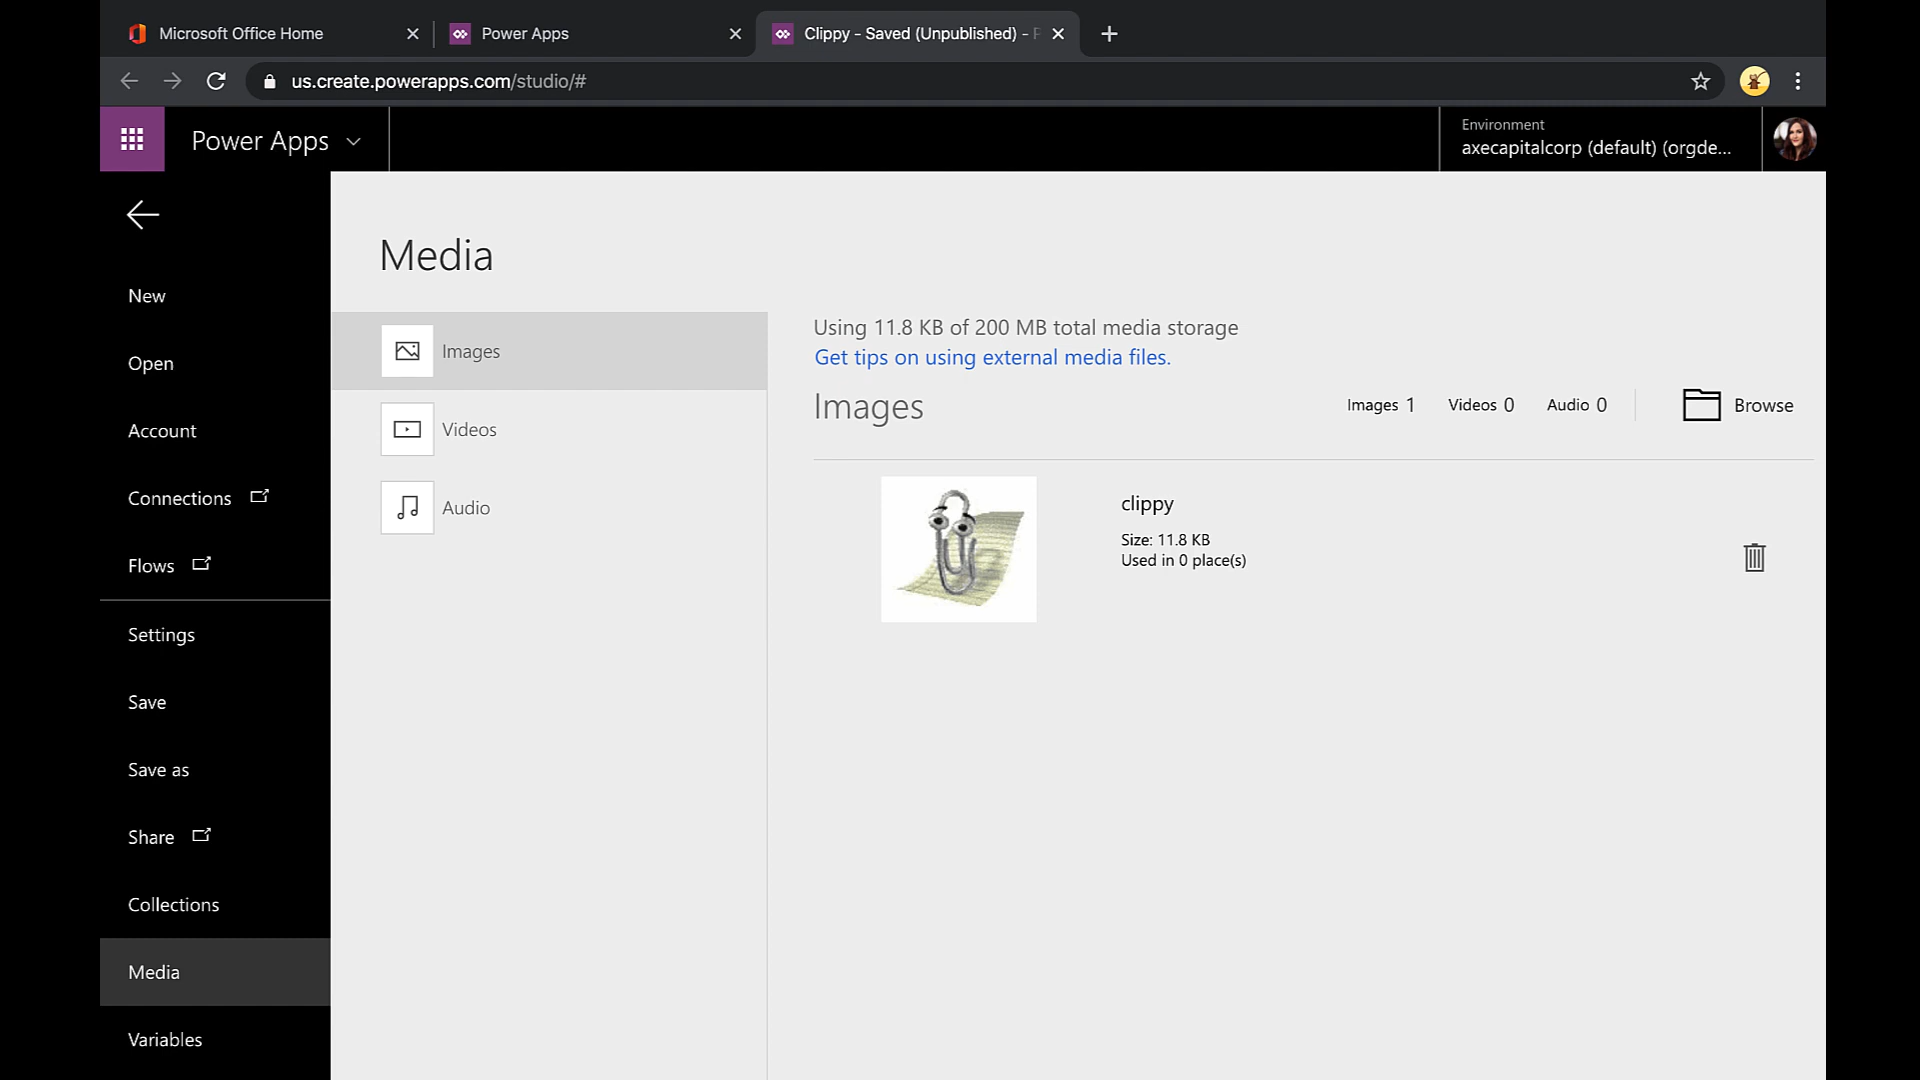 Microsoft Office Home
Power Apps
Clippy - Saved (Unpublished) -
us.create.powerapps.com/studio/#
Power Apps
Environment
axecapitalcorp (default) (orgde...
New
Open
Account
Connections
Flows
Settings
Save
Save as
Share
Collections
Media
Variables
Media
Images
Videos
Audio
Using 11.8 KB of 200 MB total media storage
Get tips on using external media files.
Images
Images 1 Videos 0 Audio 0 Browse
clippy
Size: 11.8 KB
Used in 0 place(s)